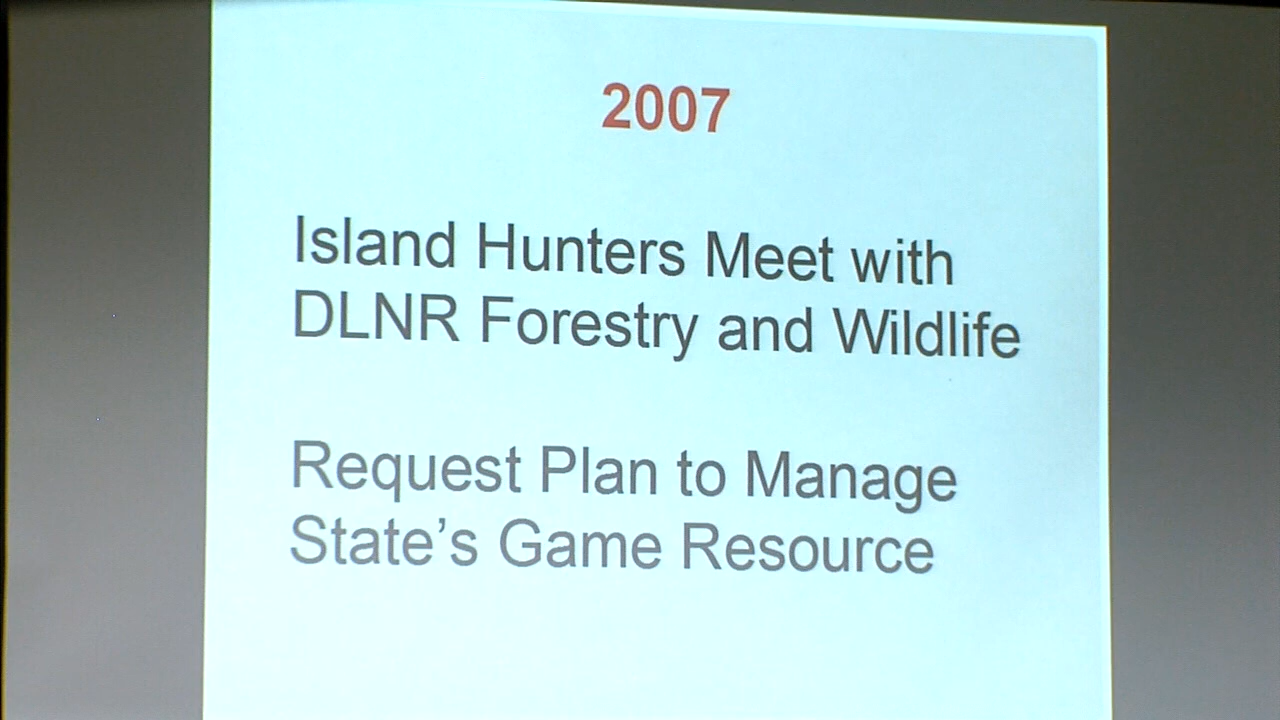 2007
Island Hunters Meet with
DLNR Forestry and Wildlife
Request Plan to Manage
State’s Game Resource